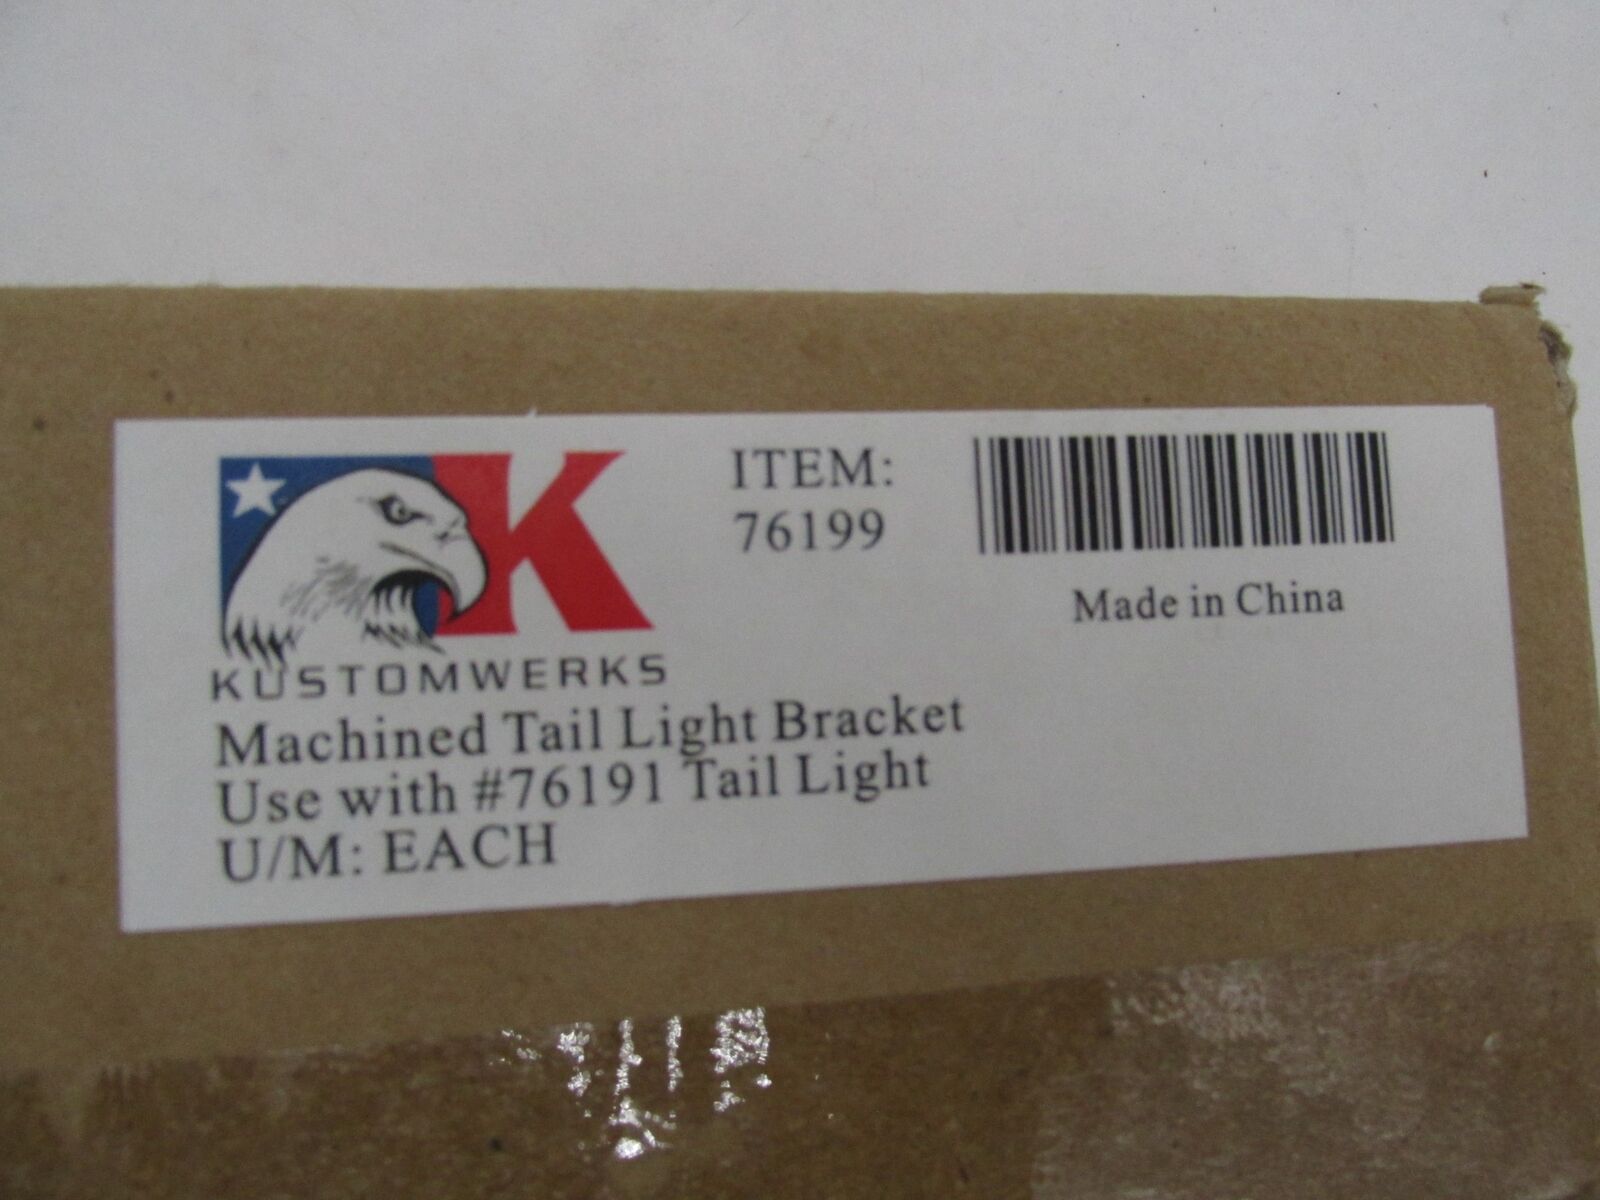 K
KUSTOMWERKS
ITEM:
76199
Made in China
Machined Tail Light Bracket
Use with #76191 Tail Light
U/M: EACH